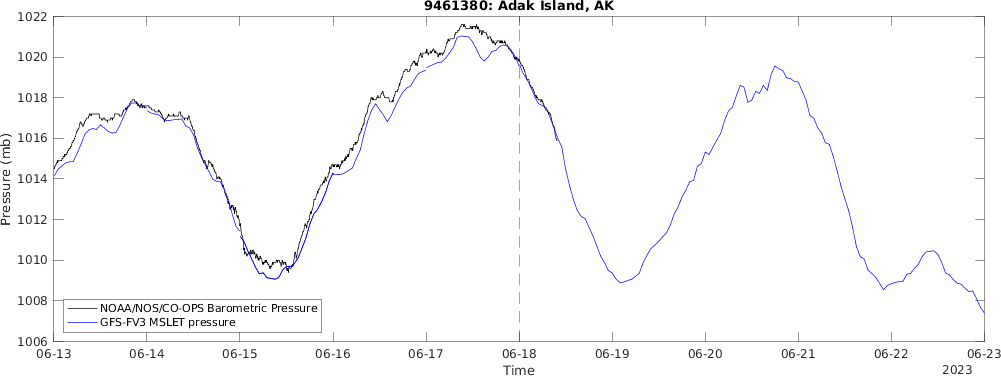 9461380: Adak Island, AK
Pressure (mb)
1022
1020
1018
1016
1014
1012
1010
1008
1006
NOAA/NOS/CO-OPS Barometric Pressure
GFS-FV3 MSLET pressure
06-13 06-14 06-15 06-16 06-17 06-18 06-19 06-20 06-21 06-22 06-23
Time
2023